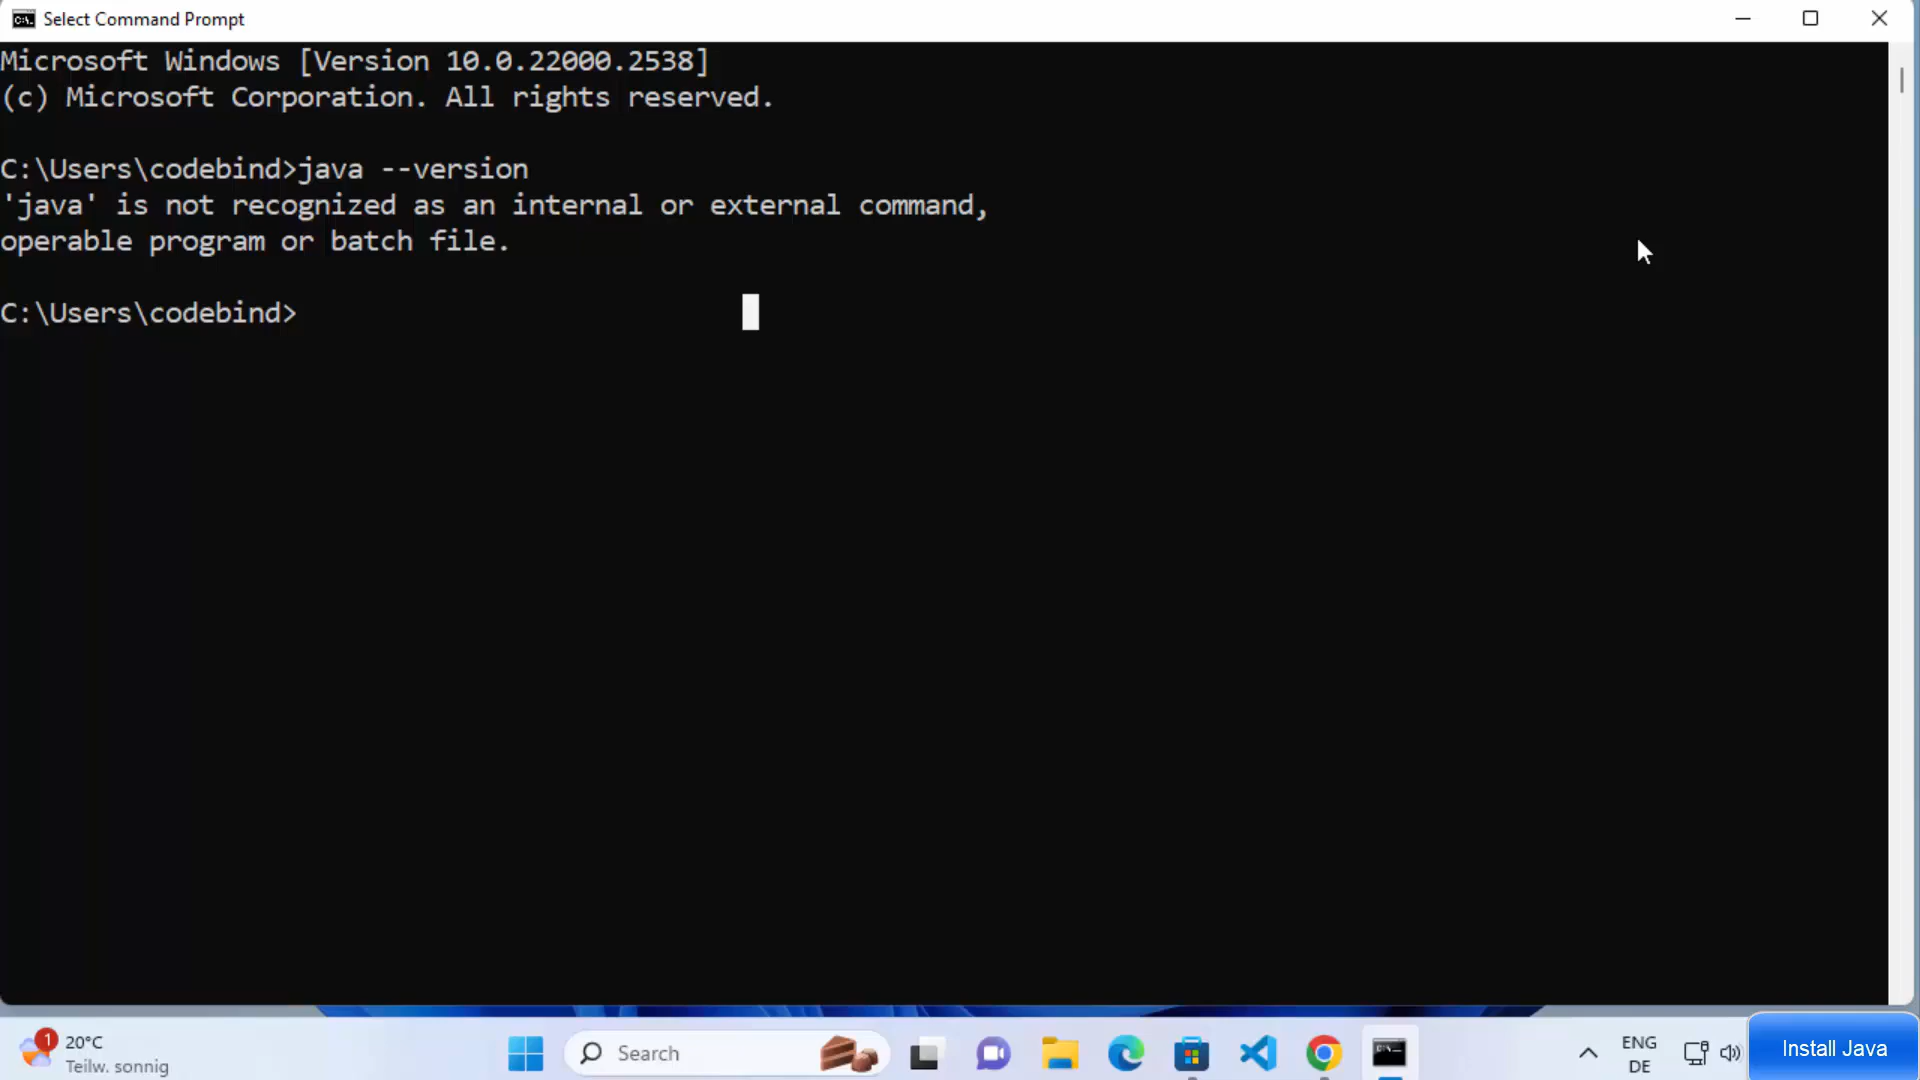 Select Command Prompt
Microsoft Windows [Version 10.0.22000.2538]
(c) Microsoft Corporation. All rights reserved.
C:\Users\codebind>java --version
'java' is not recognized as an internal or external command,
operable program or batch file.
C:\Users\codebind>
1
20°C
Teilw. sonnig
Search
ENG
DE
Install Java